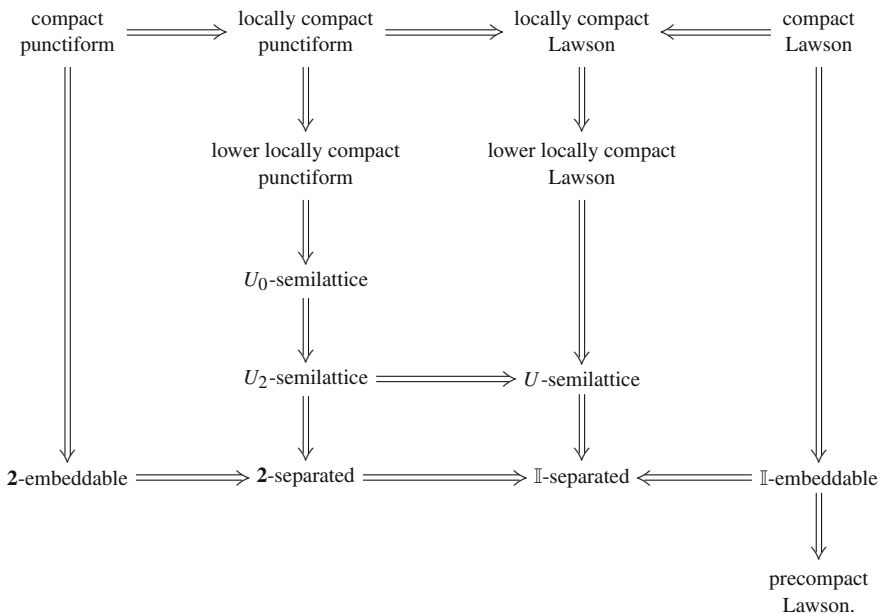 compact
punctiform
locally compact
punctiform
locally compact
Lawson
compact
Lawson
lower locally compact
punctiform
lower locally compact
Lawson
U₀-semilattice
U₂-semilattice
U-semilattice
2-embeddable
2-separated
𝕀-separated
𝕀-embeddable
precompact
Lawson.